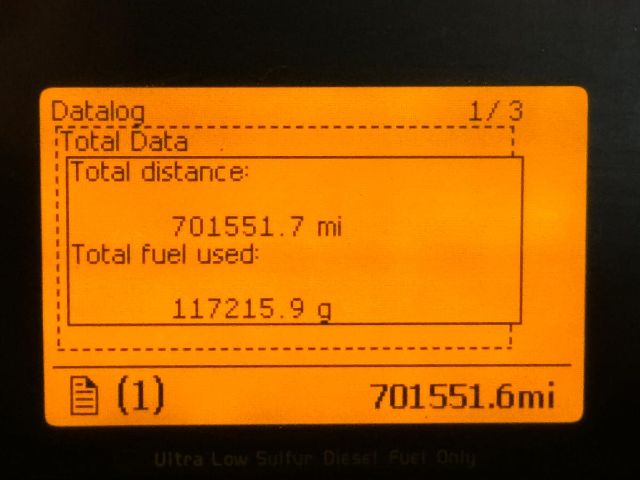 Datalog 1/3
Total Data
Total distance:
701551.7 mi
Total fuel used:
117215.9 g
(1) 701551.6mi
Ultra Low Sulfur Diesel Fuel Only